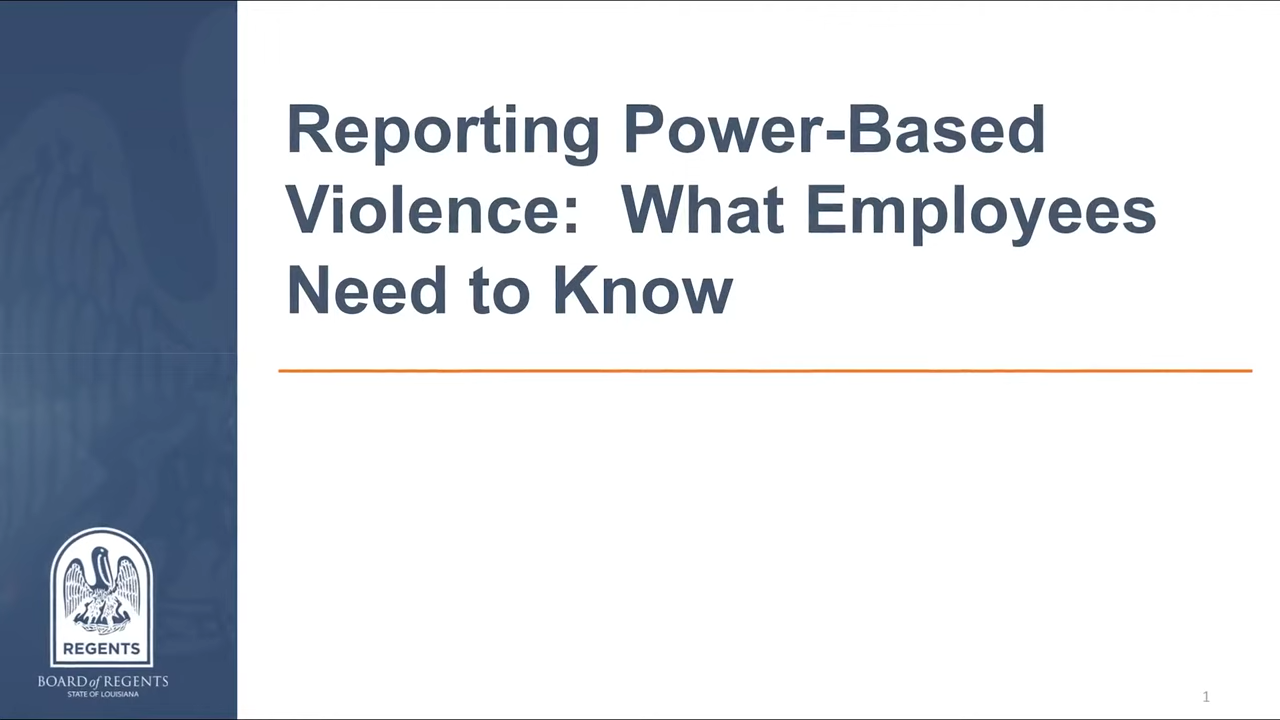 Reporting Power-Based
Violence:  What Employees
Need to Know
REGENTS
BOARD of REGENTS
STATE OF LOUISIANA
1